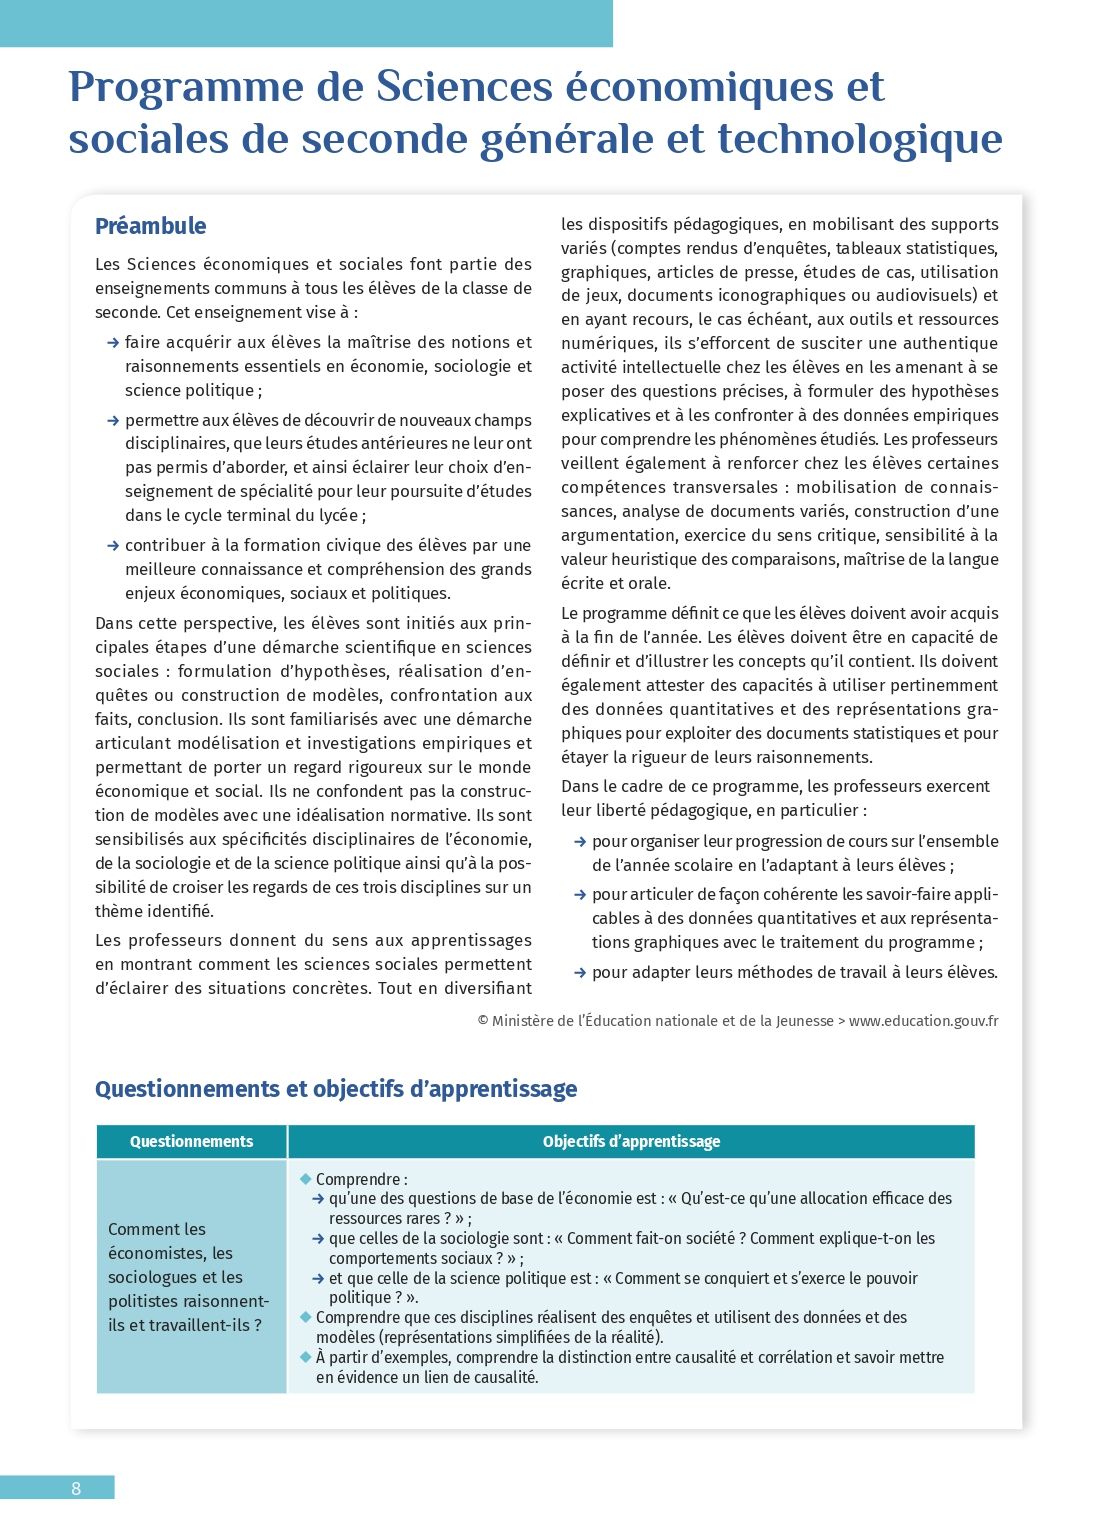 Programme de Sciences économiques et
sociales de seconde générale et technologique
Préambule
Les Sciences économiques et sociales font partie des
enseignements communs à tous les élèves de la classe de
seconde. Cet enseignement vise à :
→ faire acquérir aux élèves la maîtrise des notions et
raisonnements essentiels en économie, sociologie et
science politique ;
→ permettre aux élèves de découvrir de nouveaux champs
disciplinaires, que leurs études antérieures ne leur ont
pas permis d’aborder, et ainsi éclairer leur choix d’en-
seignement de spécialité pour leur poursuite d’études
dans le cycle terminal du lycée ;
→ contribuer à la formation civique des élèves par une
meilleure connaissance et compréhension des grands
enjeux économiques, sociaux et politiques.
Dans cette perspective, les élèves sont initiés aux prin-
cipales étapes d’une démarche scientifique en sciences
sociales : formulation d’hypothèses, réalisation d’en-
quêtes ou construction de modèles, confrontation aux
faits, conclusion. Ils sont familiarisés avec une démarche
articulant modélisation et investigations empiriques et
permettant de porter un regard rigoureux sur le monde
économique et social. Ils ne confondent pas la construc-
tion de modèles avec une idéalisation normative. Ils sont
sensibilisés aux spécificités disciplinaires de l’économie,
de la sociologie et de la science politique ainsi qu’à la pos-
sibilité de croiser les regards de ces trois disciplines sur un
thème identifié.
Les professeurs donnent du sens aux apprentissages
en montrant comment les sciences sociales permettent
d’éclairer des situations concrètes. Tout en diversifiant
les dispositifs pédagogiques, en mobilisant des supports
variés (comptes rendus d’enquêtes, tableaux statistiques,
graphiques, articles de presse, études de cas, utilisation
de jeux, documents iconographiques ou audiovisuels) et
en ayant recours, le cas échéant, aux outils et ressources
numériques, ils s’efforcent de susciter une authentique
activité intellectuelle chez les élèves en les amenant à se
poser des questions précises, à formuler des hypothèses
explicatives et à les confronter à des données empiriques
pour comprendre les phénomènes étudiés. Les professeurs
veillent également à renforcer chez les élèves certaines
compétences transversales : mobilisation de connais-
sances, analyse de documents variés, construction d’une
argumentation, exercice du sens critique, sensibilité à la
valeur heuristique des comparaisons, maîtrise de la langue
écrite et orale.
Le programme définit ce que les élèves doivent avoir acquis
à la fin de l’année. Les élèves doivent être en capacité de
définir et d’illustrer les concepts qu’il contient. Ils doivent
également attester des capacités à utiliser pertinemment
des données quantitatives et des représentations gra-
phiques pour exploiter des documents statistiques et pour
étayer la rigueur de leurs raisonnements.
Dans le cadre de ce programme, les professeurs exercent
leur liberté pédagogique, en particulier :
→ pour organiser leur progression de cours sur l’ensemble
de l’année scolaire en l’adaptant à leurs élèves ;
→ pour articuler de façon cohérente les savoir-faire appli-
cables à des données quantitatives et aux représenta-
tions graphiques avec le traitement du programme ;
→ pour adapter leurs méthodes de travail à leurs élèves.
© Ministère de l’Éducation nationale et de la Jeunesse > www.education.gouv.fr
Questionnements et objectifs d’apprentissage
Questionnements
Objectifs d’apprentissage
Comment les
économistes, les
sociologues et les
politistes raisonnent-
ils et travaillent-ils ?
◆ Comprendre :
→ qu’une des questions de base de l’économie est : « Qu’est-ce qu’une allocation efficace des
ressources rares ? » ;
→ que celles de la sociologie sont : « Comment fait-on société ? Comment explique-t-on les
comportements sociaux ? » ;
→ et que celle de la science politique est : « Comment se conquiert et s’exerce le pouvoir
politique ? ».
◆ Comprendre que ces disciplines réalisent des enquêtes et utilisent des données et des
modèles (représentations simplifiées de la réalité).
◆ À partir d’exemples, comprendre la distinction entre causalité et corrélation et savoir mettre
en évidence un lien de causalité.
8